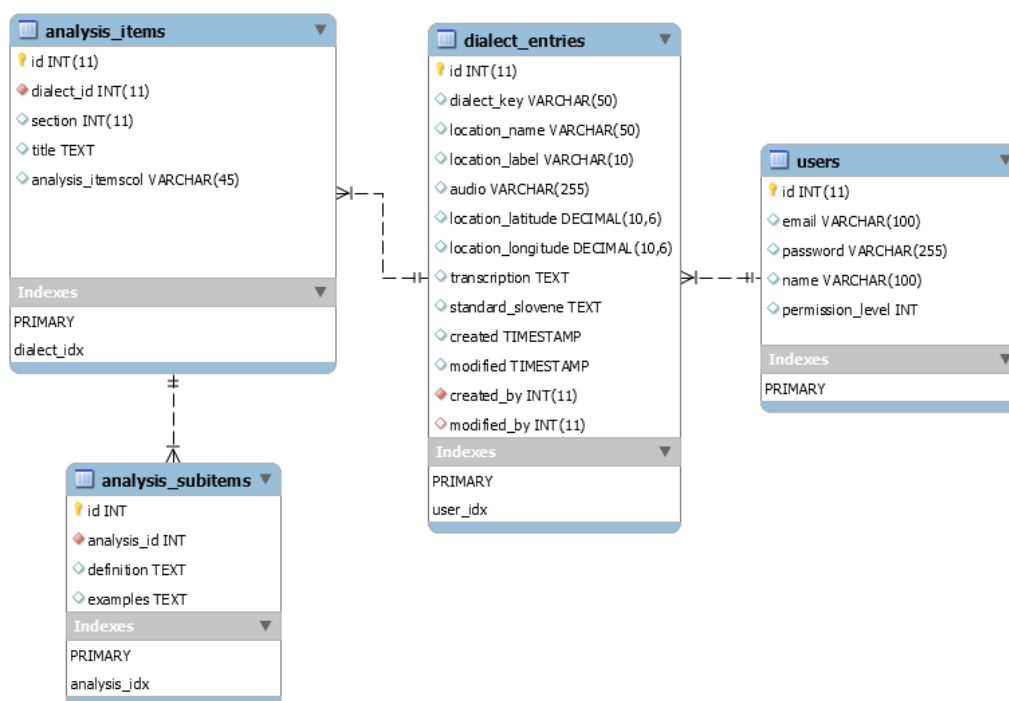 analysis_items
id INT(11)
dialect_id INT(11)
section INT(11)
title TEXT
analysis_itemscol VARCHAR(45)
Indexes
PRIMARY
dialect_idx
dialect_entries
id INT(11)
dialect_key VARCHAR(50)
location_name VARCHAR(50)
location_label VARCHAR(10)
audio VARCHAR(255)
location_latitude DECIMAL(10,6)
location_longitude DECIMAL(10,6)
transcription TEXT
standard_slovene TEXT
created TIMESTAMP
modified TIMESTAMP
created_by INT(11)
modified_by INT(11)
Indexes
PRIMARY
user_idx
users
id INT(11)
email VARCHAR(100)
password VARCHAR(255)
name VARCHAR(100)
permission_level INT
Indexes
PRIMARY
analysis_subitems
id INT
analysis_id INT
definition TEXT
examples TEXT
Indexes
PRIMARY
analysis_idx